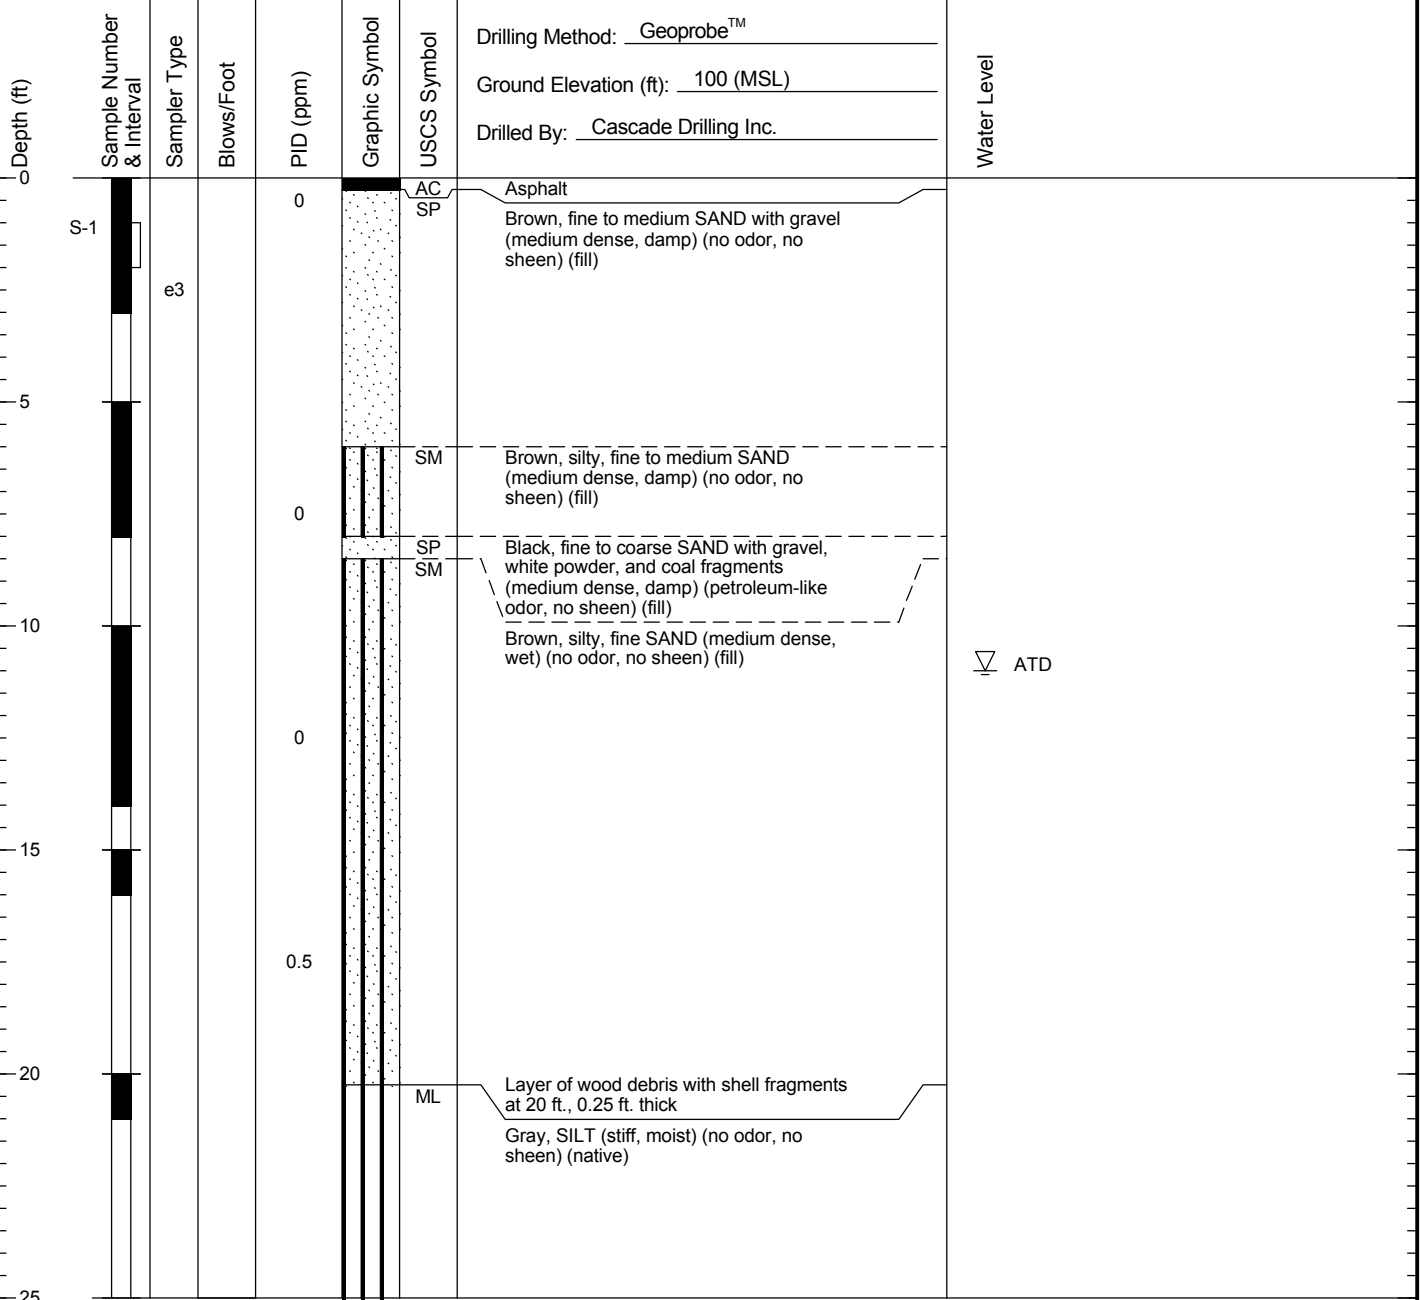 Drilling Method: Geoprobe™
Ground Elevation (ft): 100 (MSL)
Drilled By: Cascade Drilling Inc.
Depth (ft)
Sample Number
& Interval
Sampler Type
Blows/Foot
PID (ppm)
Graphic Symbol
USCS Symbol
Water Level
0
AC
Asphalt
0
SP
Brown, fine to medium SAND with gravel
(medium dense, damp) (no odor, no
sheen) (fill)
S-1
e3
5
SM
Brown, silty, fine to medium SAND
(medium dense, damp) (no odor, no
sheen) (fill)
0
SP
Black, fine to coarse SAND with gravel,
white powder, and coal fragments
(medium dense, damp) (petroleum-like
odor, no sheen) (fill)
SM
10
Brown, silty, fine SAND (medium dense,
wet) (no odor, no sheen) (fill)
ATD
0
15
0.5
20
Layer of wood debris with shell fragments
at 20 ft., 0.25 ft. thick
ML
Gray, SILT (stiff, moist) (no odor, no
sheen) (native)
25